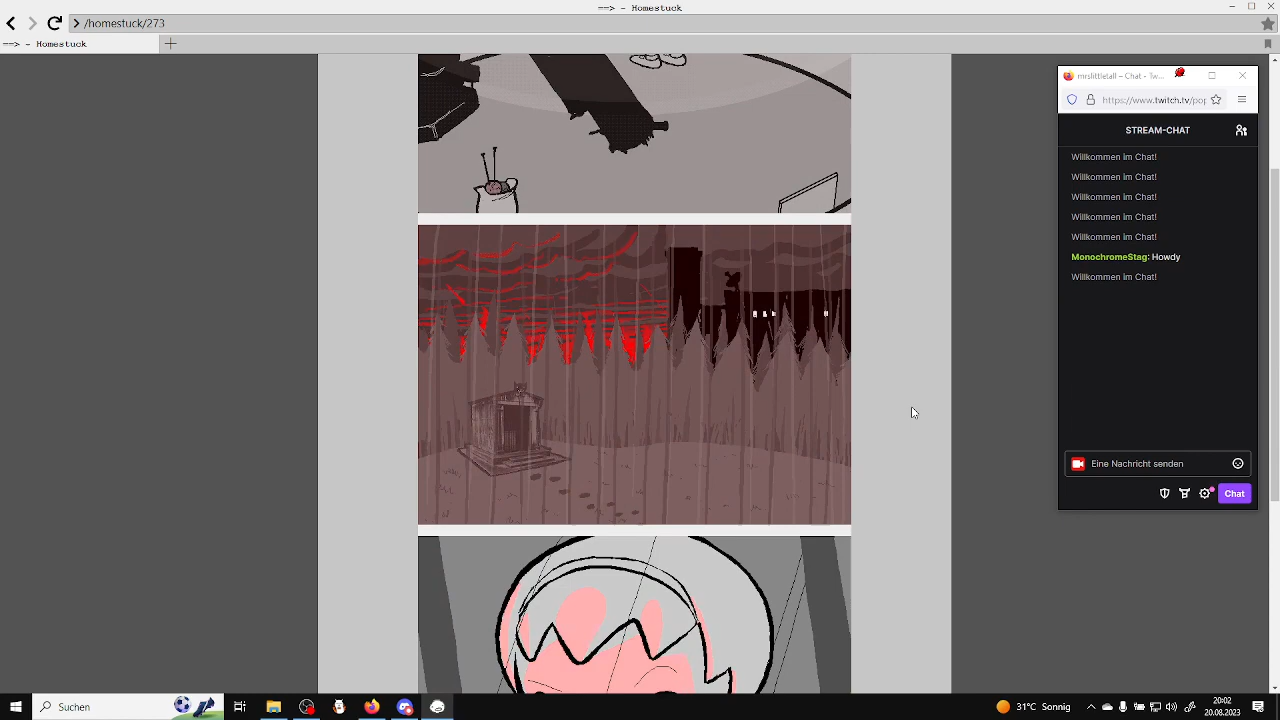 ==> - Homestuck
/homestuck/273
==> - Homestuck
mrslittletall – Chat - Tw...
https://www.twitch.tv/pop
STREAM-CHAT
Willkommen im Chat!
Willkommen im Chat!
Willkommen im Chat!
Willkommen im Chat!
Willkommen im Chat!
MonochromeStag: Howdy
Willkommen im Chat!
Eine Nachricht senden
Chat
Suchen
31°C Sonnig
20:02
20.08.2023